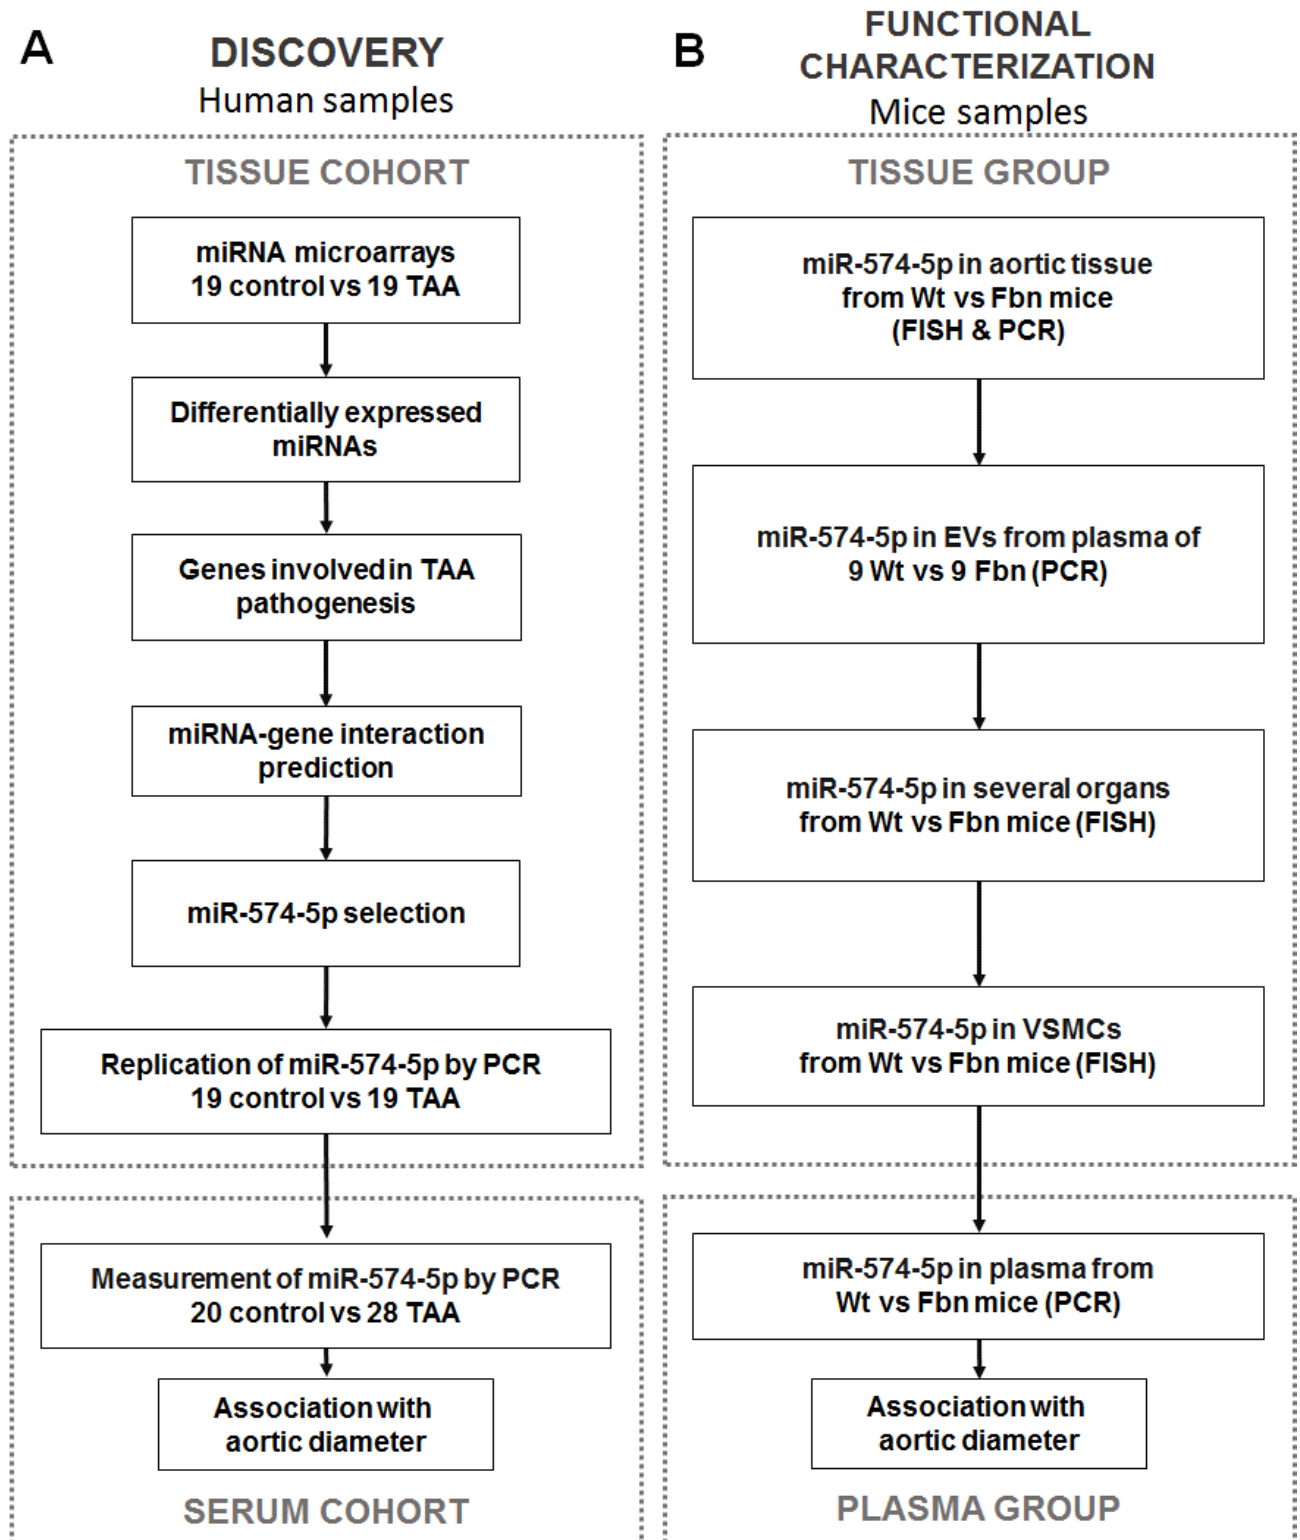 A
DISCOVERY
Human samples
TISSUE COHORT
miRNA microarrays
19 control vs 19 TAA
Differentially expressed
miRNAs
Genes involved in TAA
pathogenesis
miRNA-gene interaction
prediction
miR-574-5p selection
Replication of miR-574-5p by PCR
19 control vs 19 TAA
Measurement of miR-574-5p by PCR
20 control vs 28 TAA
Association with
aortic diameter
SERUM COHORT
B
FUNCTIONAL
CHARACTERIZATION
Mice samples
TISSUE GROUP
miR-574-5p in aortic tissue
from Wt vs Fbn mice
(FISH & PCR)
miR-574-5p in EVs from plasma of
9 Wt vs 9 Fbn (PCR)
miR-574-5p in several organs
from Wt vs Fbn mice (FISH)
miR-574-5p in VSMCs
from Wt vs Fbn mice (FISH)
miR-574-5p in plasma from
Wt vs Fbn mice (PCR)
Association with
aortic diameter
PLASMA GROUP